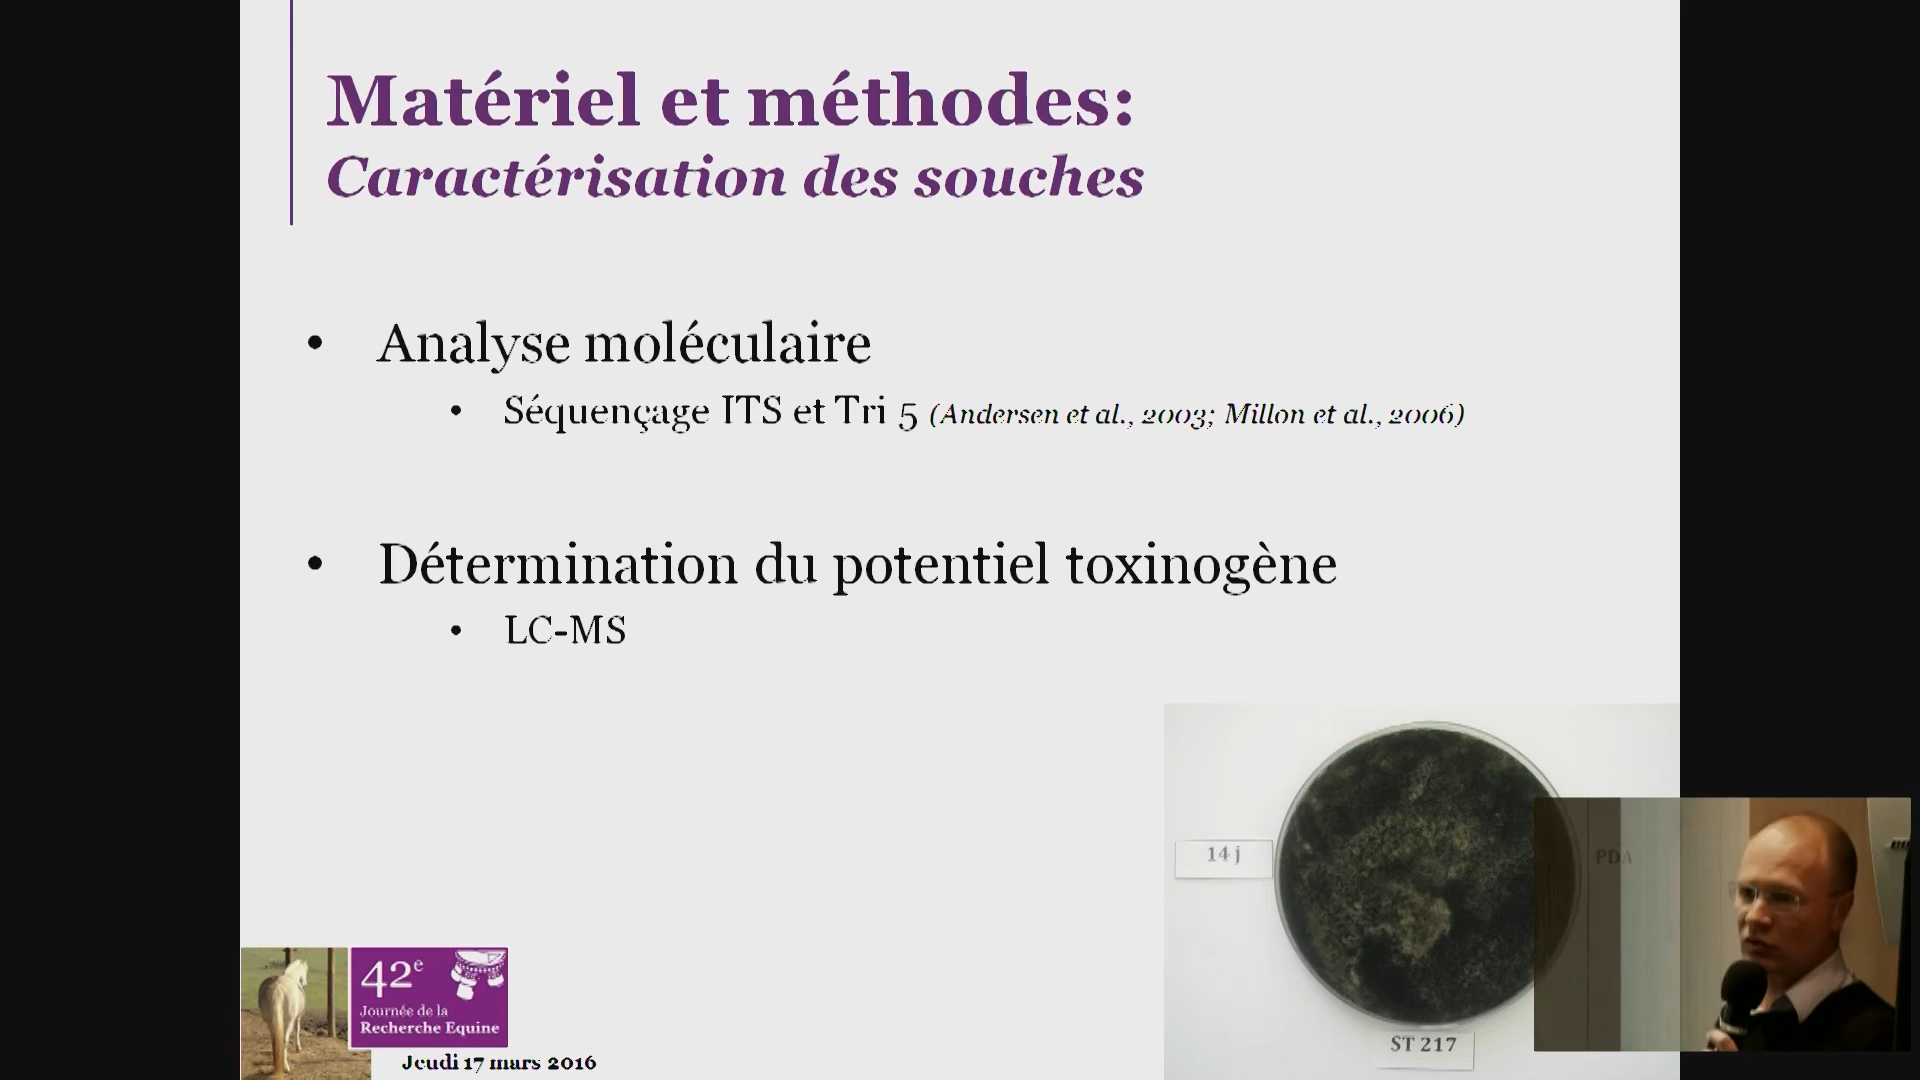 Matériel et méthodes:
Caractérisation des souches
• Analyse moléculaire
• Séquençage ITS et Tri 5 (Andersen et al., 2003; Millon et al., 2006)
• Détermination du potentiel toxinogène
• LC-MS
14 j
PDA
ST 217
42e
Journée de la
Recherche Equine
Jeudi 17 mars 2016